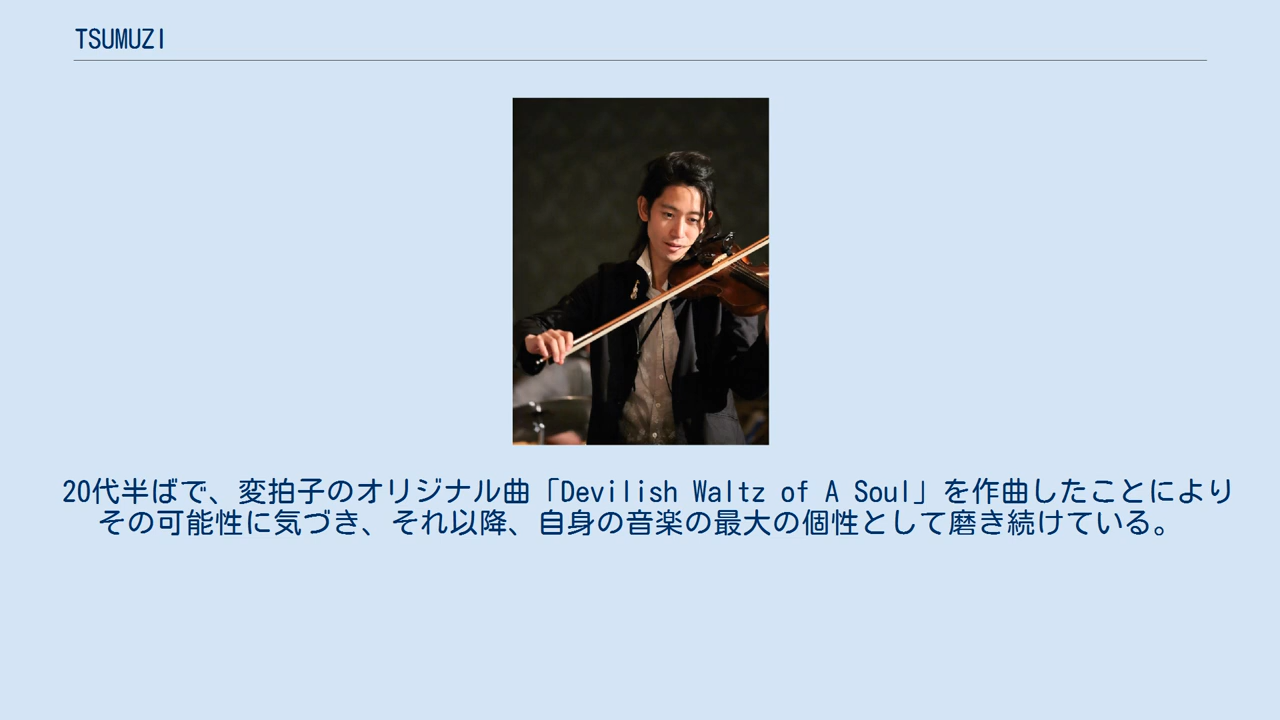 TSUMUZI
20代半ばで、変拍子のオリジナル曲「Devilish Waltz of A Soul」を作曲したことにより
その可能性に気づき、それ以降、自身の音楽の最大の個性として磨き続けている。